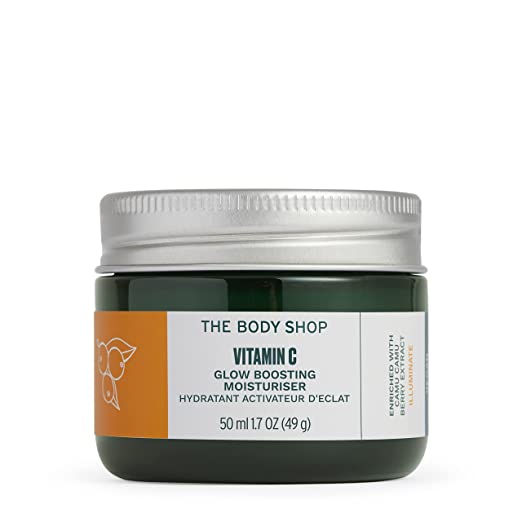 THE BODY SHOP
VITAMIN C
GLOW BOOSTING
MOISTURISER
HYDRATANT ACTIVATEUR D'ECLAT
50 ml 1.7 OZ (49 g)
ENRICHED WITH
CAMU CAMU
BERRY EXTRACT
ILLUMINATE